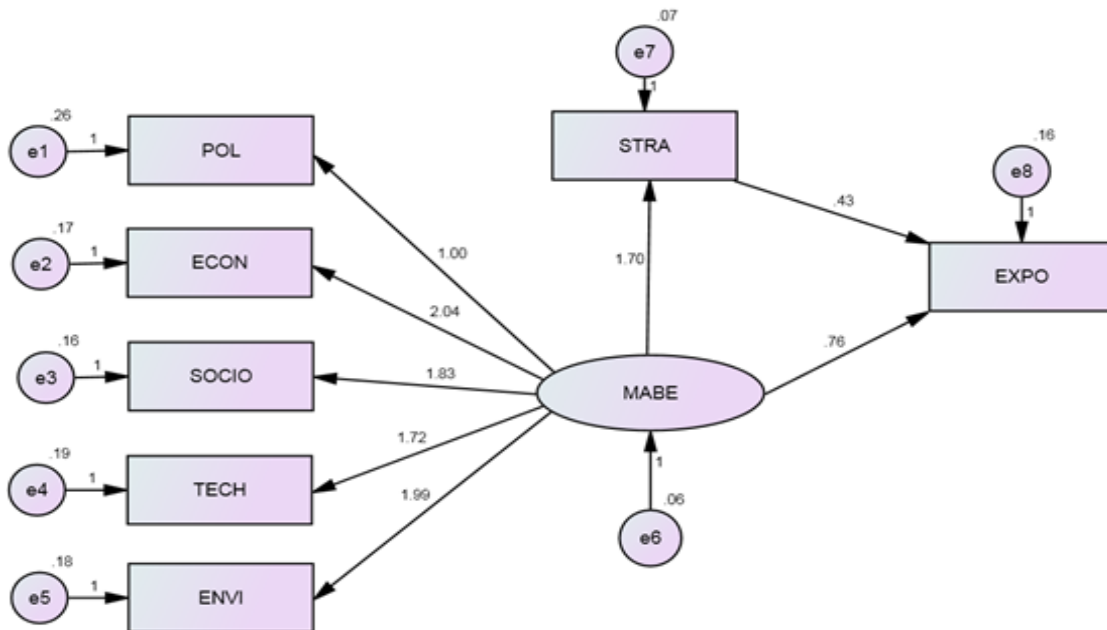 .07
e7
1
STRA
.26
e1
1
POL
.16
e8
1
EXPO
.43
.17
e2
1
ECON
1.00
2.04
1.70
.16
e3
1
SOCIO
1.83
MABE
.76
.19
e4
1
TECH
1.72
1
.06
e6
.18
e5
1
ENVI
1.99